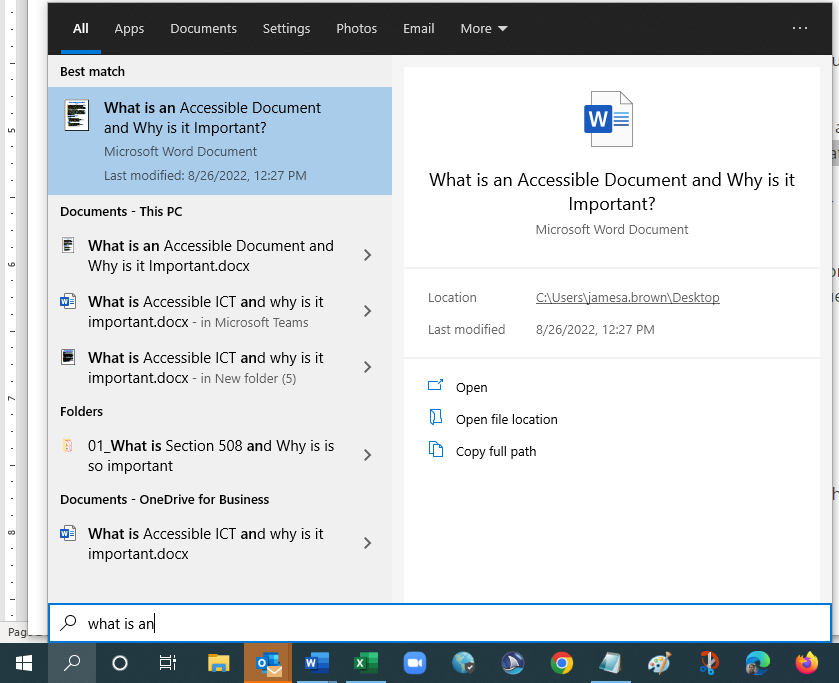 All Apps Documents Settings Photos Email More ...
Best match
What is an Accessible Document
and Why is it Important?
Microsoft Word Document
Last modified: 8/26/2022, 12:27 PM
Documents - This PC
What is an Accessible Document and
Why is it Important.docx
What is Accessible ICT and why is it
important.docx - in Microsoft Teams
What is Accessible ICT and why is it
important.docx - in New folder (5)
Folders
01_What is Section 508 and Why is is
so important
Documents - OneDrive for Business
What is Accessible ICT and why is it
important.docx
What is an Accessible Document and Why is it
Important?
Microsoft Word Document
Location C:\Users\jamesa.brown\Desktop
Last modified 8/26/2022, 12:27 PM
Open
Open file location
Copy full path
what is an
5
6
7
8